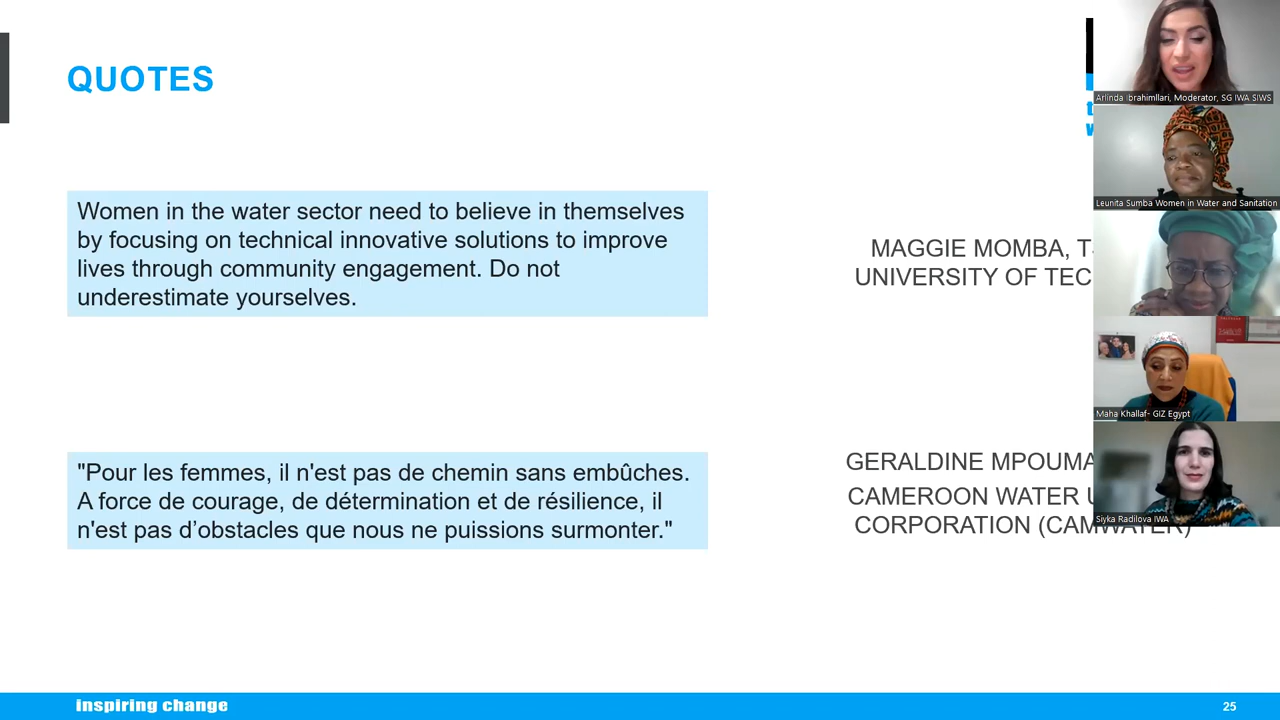 QUOTES
Women in the water sector need to believe in themselves
by focusing on technical innovative solutions to improve
lives through community engagement. Do not
underestimate yourselves.
MAGGIE MOMBA,
UNIVERSITY OF
"Pour les femmes, il n'est pas de chemin sans embûches.
A force de courage, de détermination et de résilience, il
n'est pas d’obstacles que nous ne puissions surmonter."
GERALDINE MPOUMA
CAMEROON WATER
CORPORATION (CAMWATER)
Arlinda Ibrahimllari, Moderator, SG IWA SIWS
Leunita Sumba Women in Water and Sanitation
Maha Khallaf- GIZ Egypt
Siyka Radilova IWA
inspiring change
25